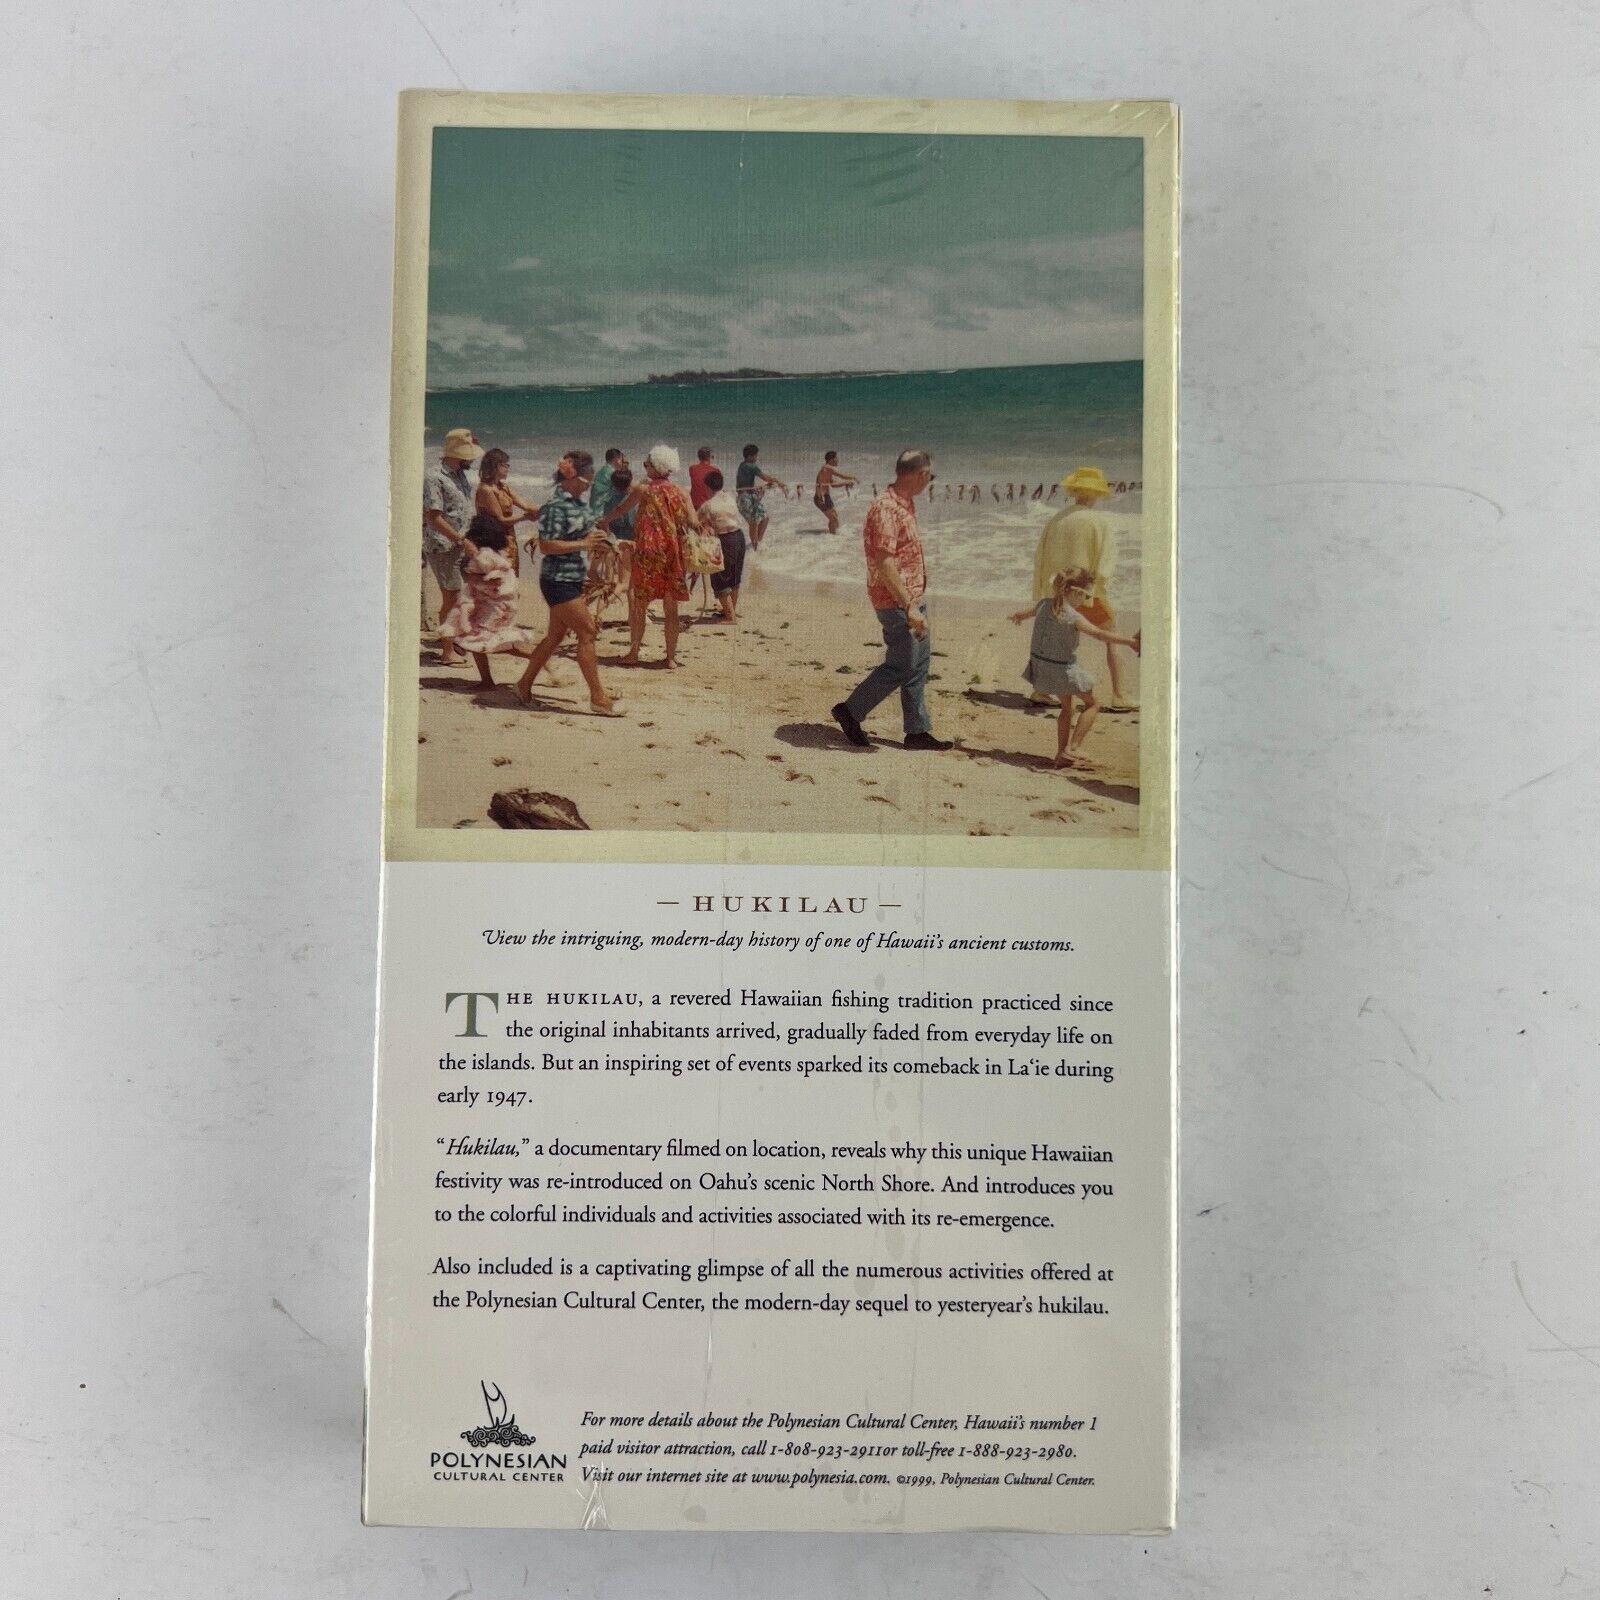 — HUKILAU —
View the intriguing, modern-day history of one of Hawaii's ancient customs.
THE HUKILAU, a revered Hawaiian fishing tradition practiced since
the original inhabitants arrived, gradually faded from everyday life on
the islands. But an inspiring set of events sparked its comeback in La‘ie during
early 1947.
“Hukilau,” a documentary filmed on location, reveals why this unique Hawaiian
festivity was re-introduced on Oahu's scenic North Shore. And introduces you
to the colorful individuals and activities associated with its re-emergence.
Also included is a captivating glimpse of all the numerous activities offered at
the Polynesian Cultural Center, the modern-day sequel to yesteryear's hukilau.
POLYNESIAN
CULTURAL CENTER
For more details about the Polynesian Cultural Center, Hawaii's number 1
paid visitor attraction, call 1-808-923-2911or toll-free 1-888-923-2980.
Visit our internet site at www.polynesia.com. ©1999, Polynesian Cultural Center.